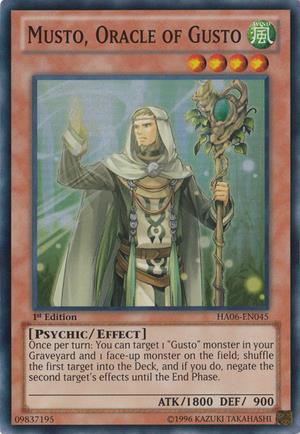 Musto, Oracle of Gusto
WIND
風
1st Edition
HA06-EN045
[Psychic/Effect]
Once per turn: You can target 1 "Gusto" monster in your
Graveyard and 1 face-up monster on the field; shuffle
the first target into the Deck, and if you do, negate
the second target's effects until the End Phase.
ATK/1800 DEF/ 900
09837195
©1996 KAZUKI TAKAHASHI